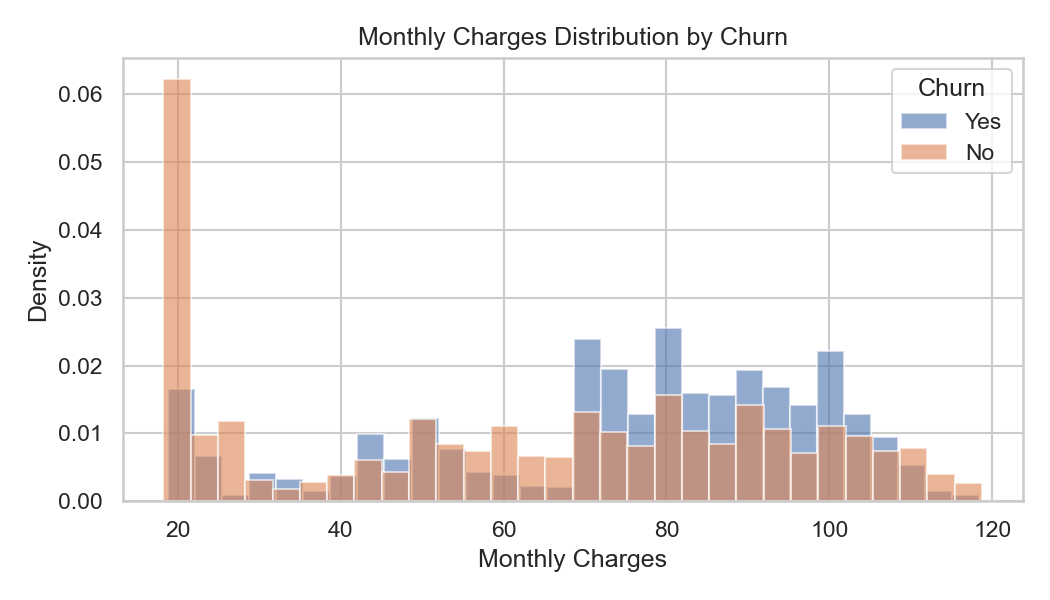 Monthly Charges Distribution by Churn
Churn
Yes
No
Density
0.06
0.05
0.04
0.03
0.02
0.01
0.00
20 40 60 80 100 120
Monthly Charges